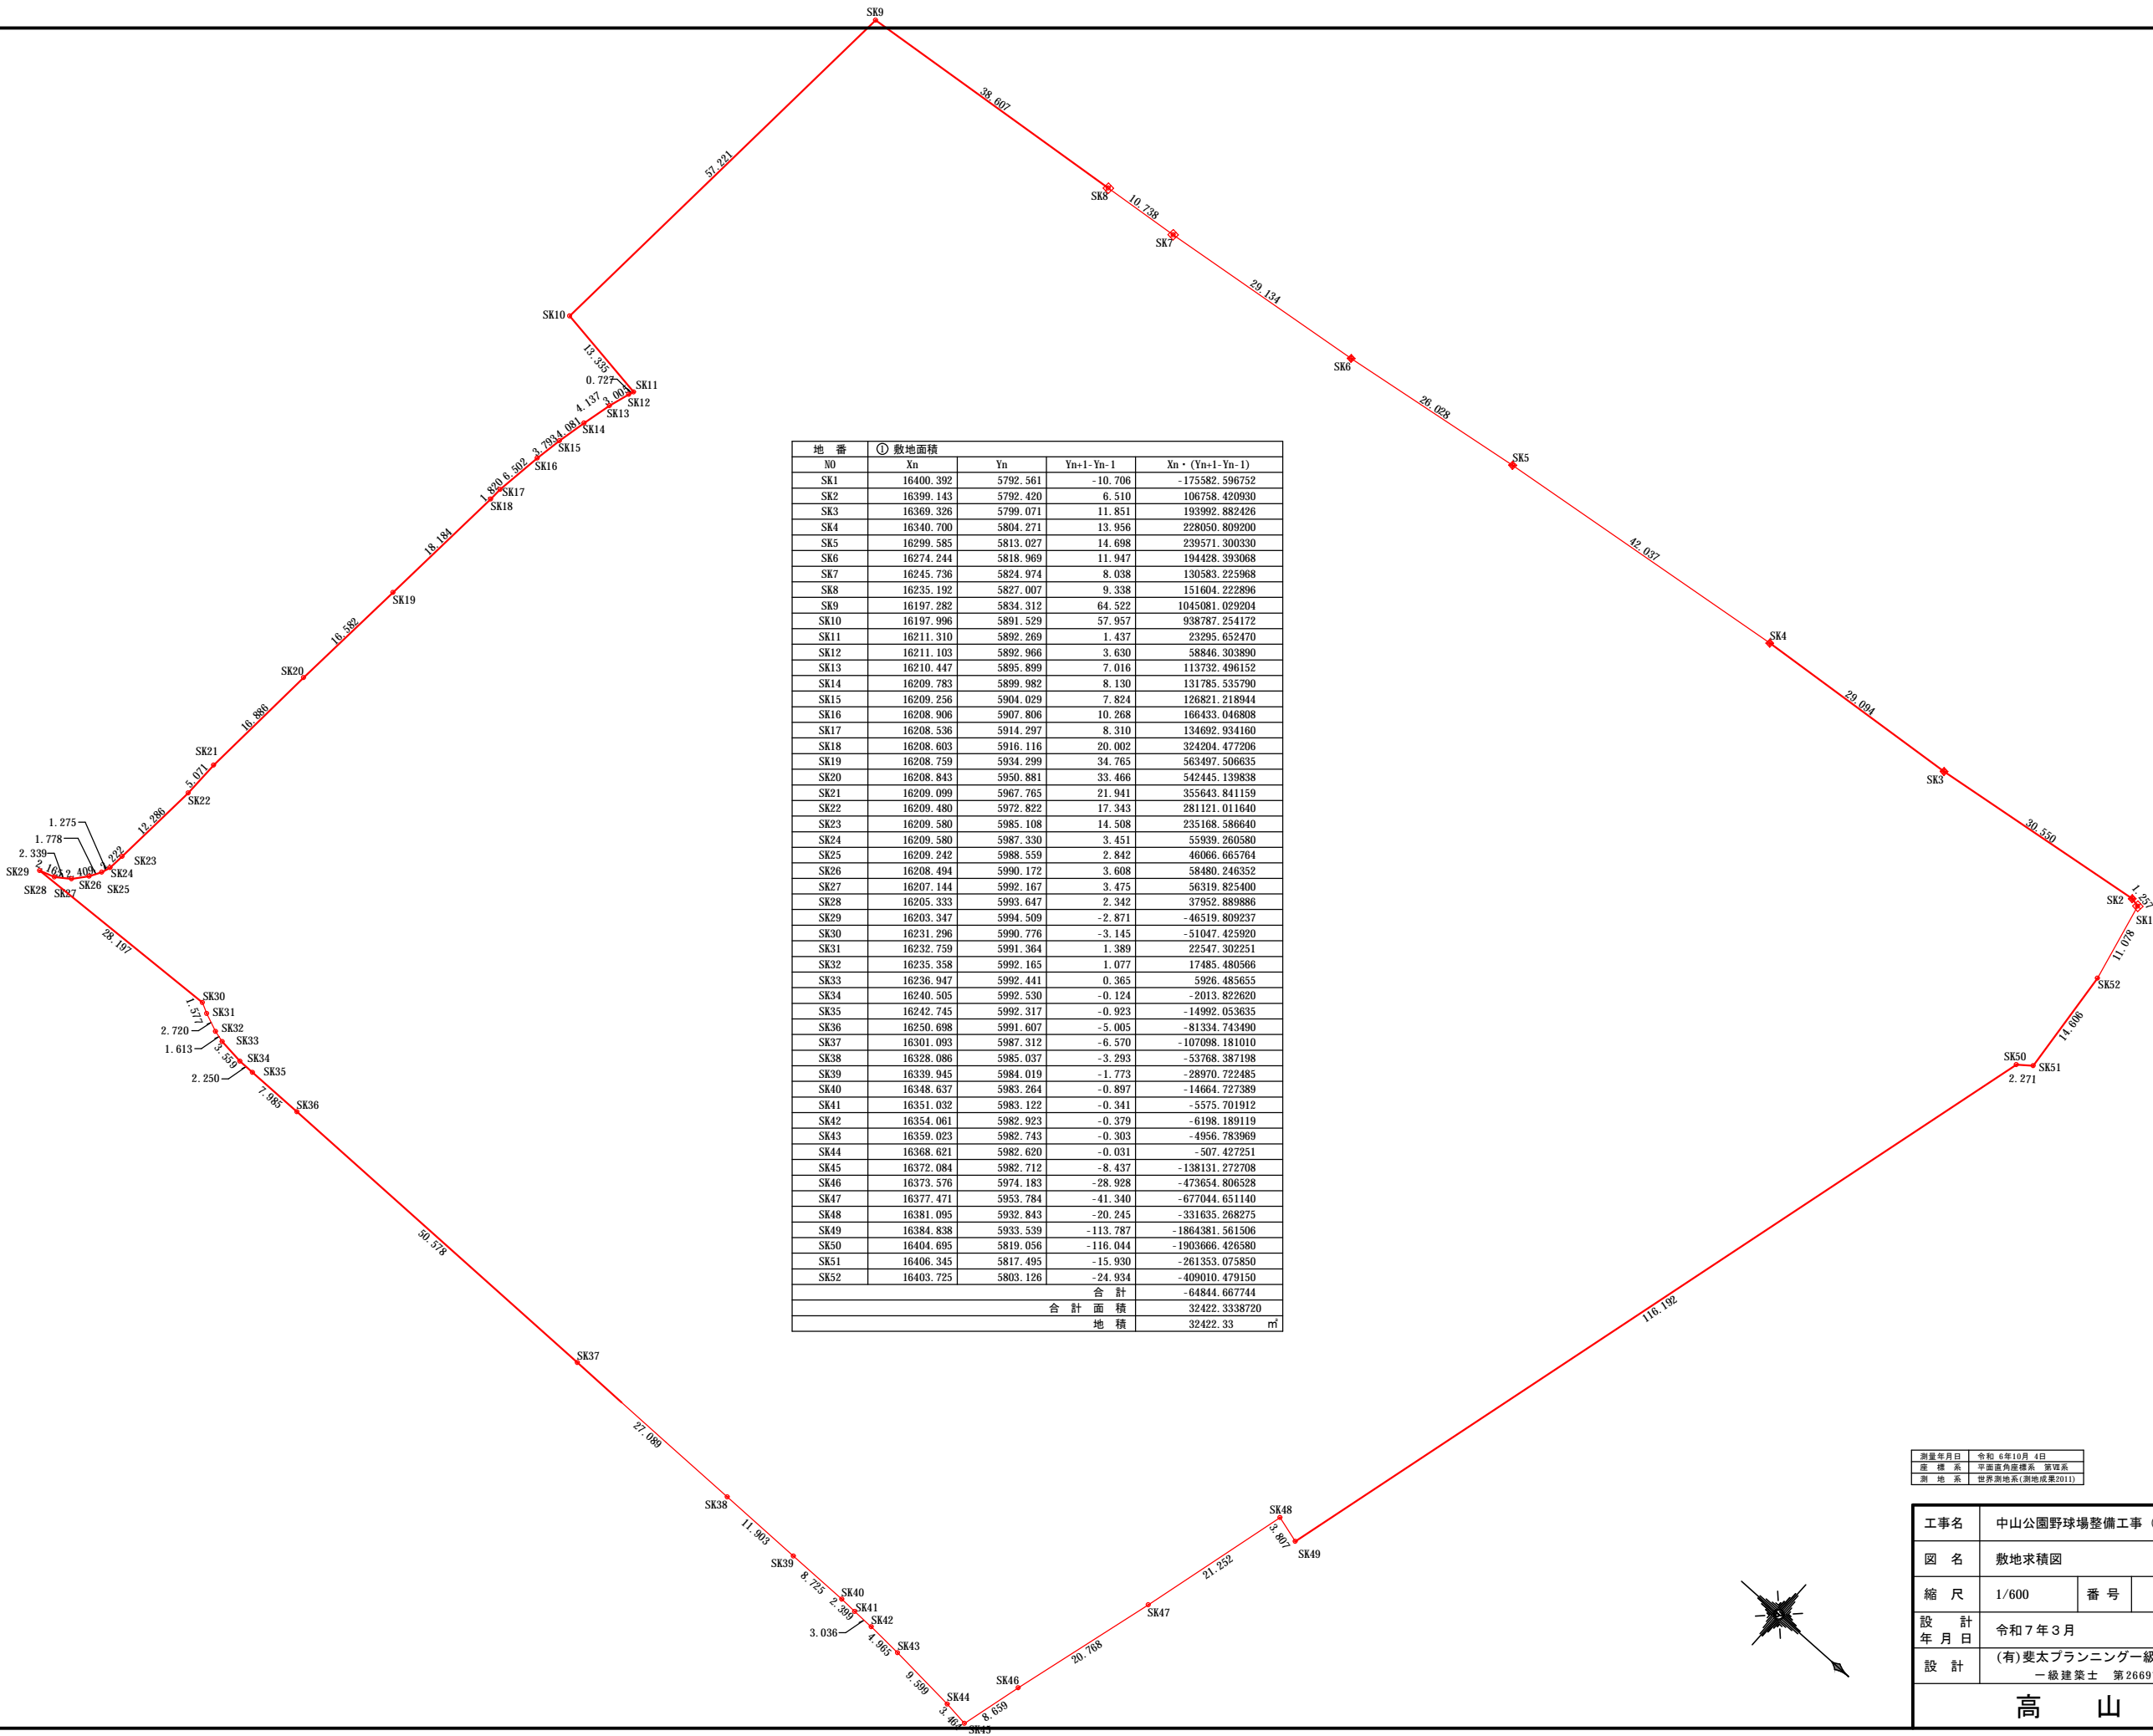 SK9
38.607
57.221
SK8
10.738
SK7
29.134
SK6
26.028
SK5
42.037
SK4
29.094
SK3
30.550
SK2
1.257
SK1
11.078
SK52
14.606
SK50
SK51
2.271
116.192
SK10
13.335
0.727
SK11
3.005
SK12
4.137
SK13
4.081
SK14
3.793
SK15
6.502
SK16
1.820
SK17
SK18
18.184
SK19
16.582
SK20
16.886
SK21
5.071
SK22
12.286
1.275
1.778
2.339
2.222
SK23
SK24
SK25
2.409
SK26
SK27
SK28
SK29
28.197
SK30
1.577
SK31
2.720
SK32
1.613
SK33
3.559
SK34
2.250
SK35
7.985
SK36
50.578
SK37
27.089
SK38
11.903
SK39
8.725
SK40
2.399
SK41
3.036
SK42
4.965
SK43
9.599
SK44
3.464
SK45
8.659
SK46
20.768
SK47
21.252
SK48
3.807
SK49
地 番 ① 敷地面積
NO Xn Yn Yn+1-Yn-1 Xn・(Yn+1-Yn-1)
SK1 16400.392 5792.561 -10.706 -175582.596752
SK2 16399.143 5792.420 6.510 106758.420930
SK3 16369.326 5799.071 11.851 193992.882426
SK4 16340.700 5804.271 13.956 228050.809200
SK5 16299.585 5813.027 14.698 239571.300330
SK6 16274.244 5818.969 11.947 194428.393068
SK7 16245.736 5824.974 8.038 130583.225968
SK8 16235.192 5827.007 9.338 151604.222896
SK9 16197.282 5834.312 64.522 1045081.029204
SK10 16197.996 5891.529 57.957 938787.254172
SK11 16211.310 5892.269 1.437 23295.652470
SK12 16211.103 5892.966 3.630 58846.303890
SK13 16210.447 5895.899 7.016 113732.496152
SK14 16209.783 5899.982 8.130 131785.535790
SK15 16209.256 5904.029 7.824 126821.218944
SK16 16208.906 5907.806 10.268 166433.046808
SK17 16208.536 5914.297 8.310 134692.934160
SK18 16208.603 5916.116 20.002 324204.477206
SK19 16208.759 5934.299 34.765 563497.506635
SK20 16208.843 5950.881 33.466 542445.139838
SK21 16209.099 5967.765 21.941 355643.841159
SK22 16209.480 5972.822 17.343 281121.011640
SK23 16209.580 5985.108 14.508 235168.586640
SK24 16209.580 5987.330 3.451 55939.260580
SK25 16209.242 5988.559 2.842 46066.665764
SK26 16208.494 5990.172 3.608 58480.246352
SK27 16207.144 5992.167 3.475 56319.825400
SK28 16205.333 5993.647 2.342 37952.889886
SK29 16203.347 5994.509 -2.871 -46519.809237
SK30 16231.296 5990.776 -3.145 -51047.425920
SK31 16232.759 5991.364 1.389 22547.302251
SK32 16235.358 5992.165 1.077 17485.480566
SK33 16236.947 5992.441 0.365 5926.485655
SK34 16240.505 5992.530 -0.124 -2013.822620
SK35 16242.745 5992.317 -0.923 -14992.053635
SK36 16250.698 5991.607 -5.005 -81334.743490
SK37 16301.093 5987.312 -6.570 -107098.181010
SK38 16328.086 5985.037 -3.293 -53768.387198
SK39 16339.945 5984.019 -1.773 -28970.722485
SK40 16348.637 5983.264 -0.897 -14664.727389
SK41 16351.032 5983.122 -0.341 -5575.701912
SK42 16354.061 5982.923 -0.379 -6198.189119
SK43 16359.023 5982.743 -0.303 -4956.783969
SK44 16368.621 5982.620 -0.031 -507.427251
SK45 16372.084 5982.712 -8.437 -138131.272708
SK46 16373.576 5974.183 -28.928 -473654.806528
SK47 16377.471 5953.784 -41.340 -677044.651140
SK48 16381.095 5932.843 -20.245 -331635.268275
SK49 16384.838 5933.539 -113.787 -1864381.561506
SK50 16404.695 5819.056 -116.044 -1903666.426580
SK51 16406.345 5817.495 -15.930 -261353.075850
SK52 16403.725 5803.126 -24.934 -409010.479150
合 計 -64844.667744
合 計 面 積 32422.3338720
地 積 32422.33 ㎡
測量年月日 令和 6年10月 4日
座 標 系 平面直角座標系 第Ⅶ系
測 地 系 世界測地系(測地成果2011)
工事名 中山公園野球場整備工事（
図 名 敷地求積図
縮 尺 1/600 番 号
設 計 年 月 日 令和７年３月
設 計 (有)斐太プランニング一級
一級建築士 第2669
高 山